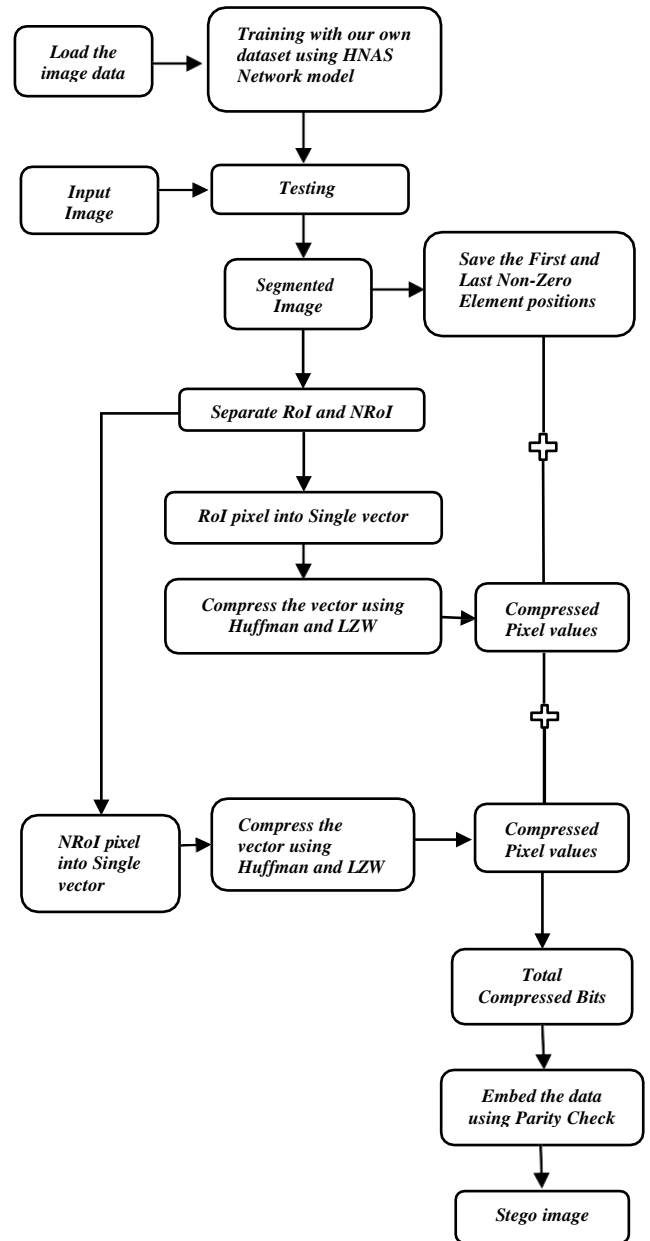 Load the
image data
Training with our own
dataset using HNAS
Network model
Input
Image
Testing
Segmented
Image
Save the First and
Last Non-Zero
Element positions
Separate RoI and NRoI
RoI pixel into Single vector
Compress the vector using
Huffman and LZW
Compressed
Pixel values
NRoI pixel
into Single
vector
Compress the
vector using
Huffman and LZW
Compressed
Pixel values
Total
Compressed Bits
Embed the data
using Parity Check
Stego image